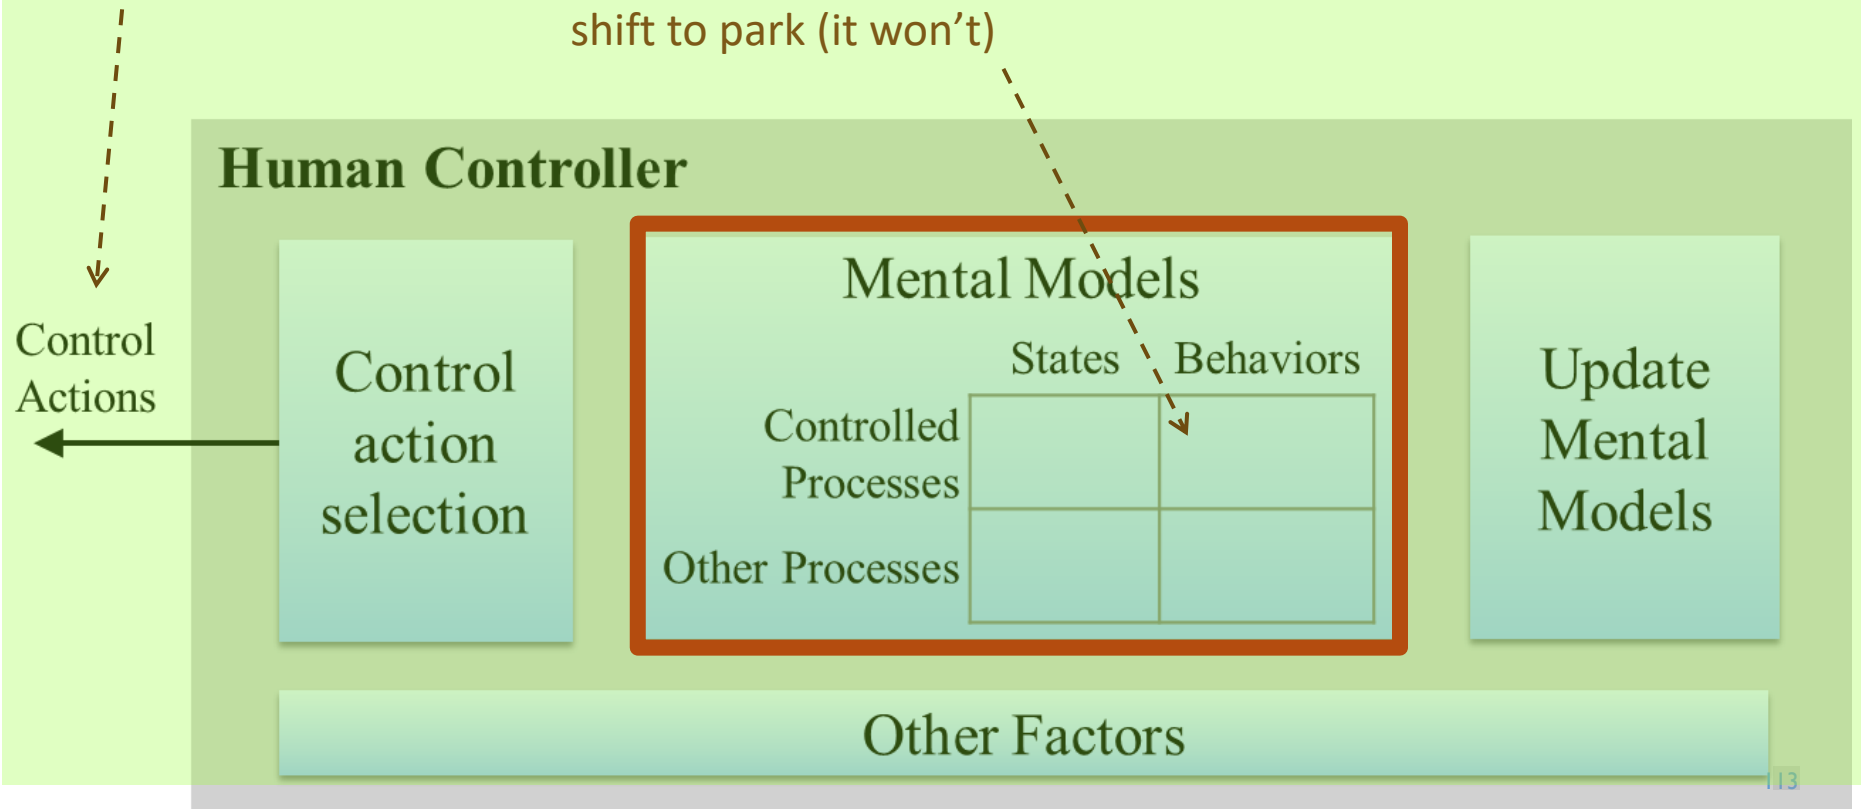 shift to park (it won’t)
Human Controller
Control
Actions
Control
action
selection
Mental Models
States Behaviors
Controlled
Processes
Other Processes
Update
Mental
Models
Other Factors
113